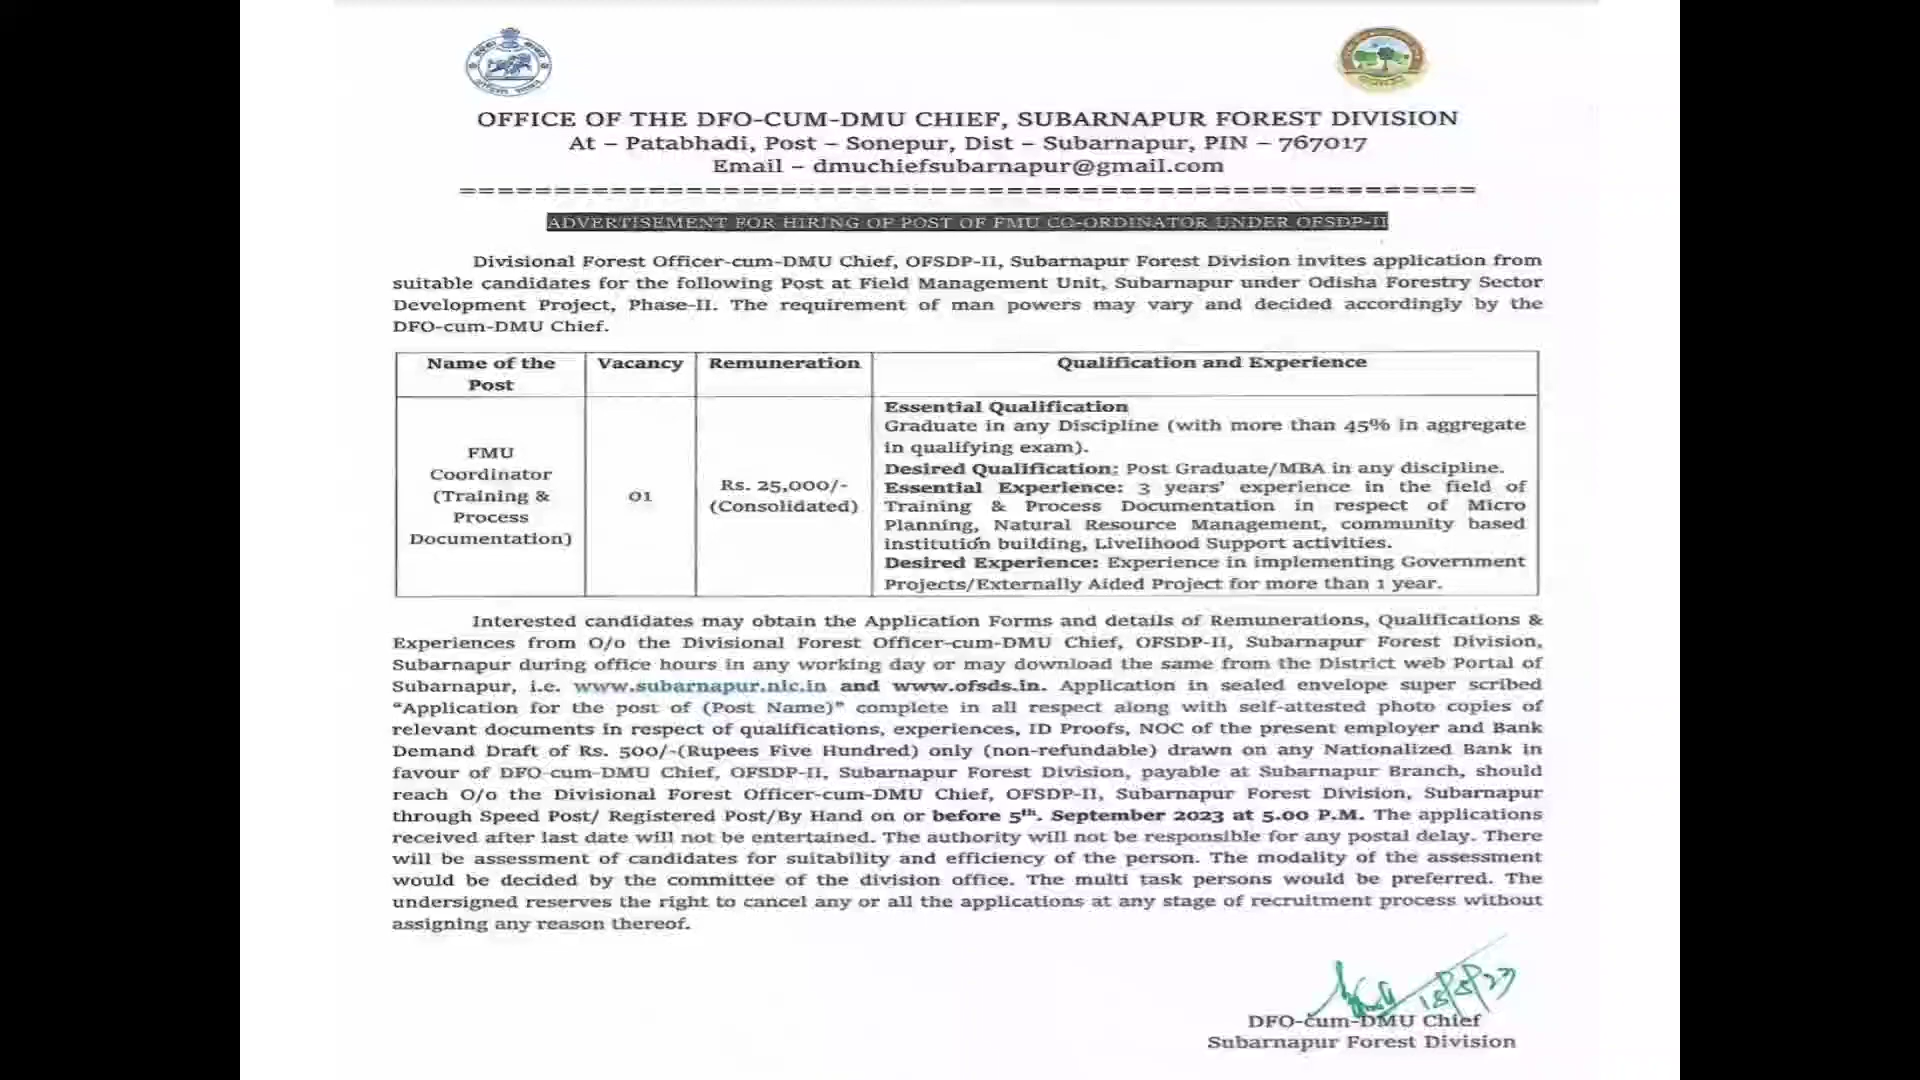 OFFICE OF THE DFO-CUM-DMU CHIEF, SUBARNAPUR FOREST DIVISION
At – Patabhadi, Post – Sonepur, Dist – Subarnapur, PIN – 767017
Email – dmuchiefsubarnapur@gmail.com
ADVERTISEMENT FOR HIRING OF POST OF FMU CO-ORDINATOR UNDER OFSDP-II
Divisional Forest Officer-cum-DMU Chief, OFSDP-II, Subarnapur Forest Division invites application from
suitable candidates for the following Post at Field Management Unit, Subarnapur under Odisha Forestry Sector
Development Project, Phase-II. The requirement of man powers may vary and decided accordingly by the
DFO-cum-DMU Chief.
Name of the Post
Vacancy
Remuneration
Qualification and Experience
FMU
Coordinator
(Training &
Process
Documentation)
01
Rs. 25,000/-
(Consolidated)
Essential Qualification
Graduate in any Discipline (with more than 45% in aggregate
in qualifying exam).
Desired Qualification: Post Graduate/MBA in any discipline.
Essential Experience: 3 years' experience in the field of
Training & Process Documentation in respect of Micro
Planning, Natural Resource Management, community based
institution building, Livelihood Support activities.
Desired Experience: Experience in implementing Government
Projects/Externally Aided Project for more than 1 year.
Interested candidates may obtain the Application Forms and details of Remunerations, Qualifications &
Experiences from O/o the Divisional Forest Officer-cum-DMU Chief, OFSDP-II, Subarnapur Forest Division,
Subarnapur during office hours in any working day or may download the same from the District web Portal of
Subarnapur, i.e. www.subarnapur.nic.in and www.ofsds.in. Application in sealed envelope super scribed
"Application for the post of (Post Name)" complete in all respect along with self-attested photo copies of
relevant documents in respect of qualifications, experiences, ID Proofs, NOC of the present employer and Bank
Demand Draft of Rs. 500/-(Rupees Five Hundred) only (non-refundable) drawn on any Nationalized Bank in
favour of DFO-cum-DMU Chief, OFSDP-II, Subarnapur Forest Division, payable at Subarnapur Branch, should
reach O/o the Divisional Forest Officer-cum-DMU Chief, OFSDP-II, Subarnapur Forest Division, Subarnapur
through Speed Post/ Registered Post/By Hand on or before 5th. September 2023 at 5.00 P.M. The applications
received after last date will not be entertained. The authority will not be responsible for any postal delay. There
will be assessment of candidates for suitability and efficiency of the person. The modality of the assessment
would be decided by the committee of the division office. The multi task persons would be preferred. The
undersigned reserves the right to cancel any or all the applications at any stage of recruitment process without
assigning any reason thereof.
18/8/23
DFO-cum-DMU Chief
Subarnapur Forest Division